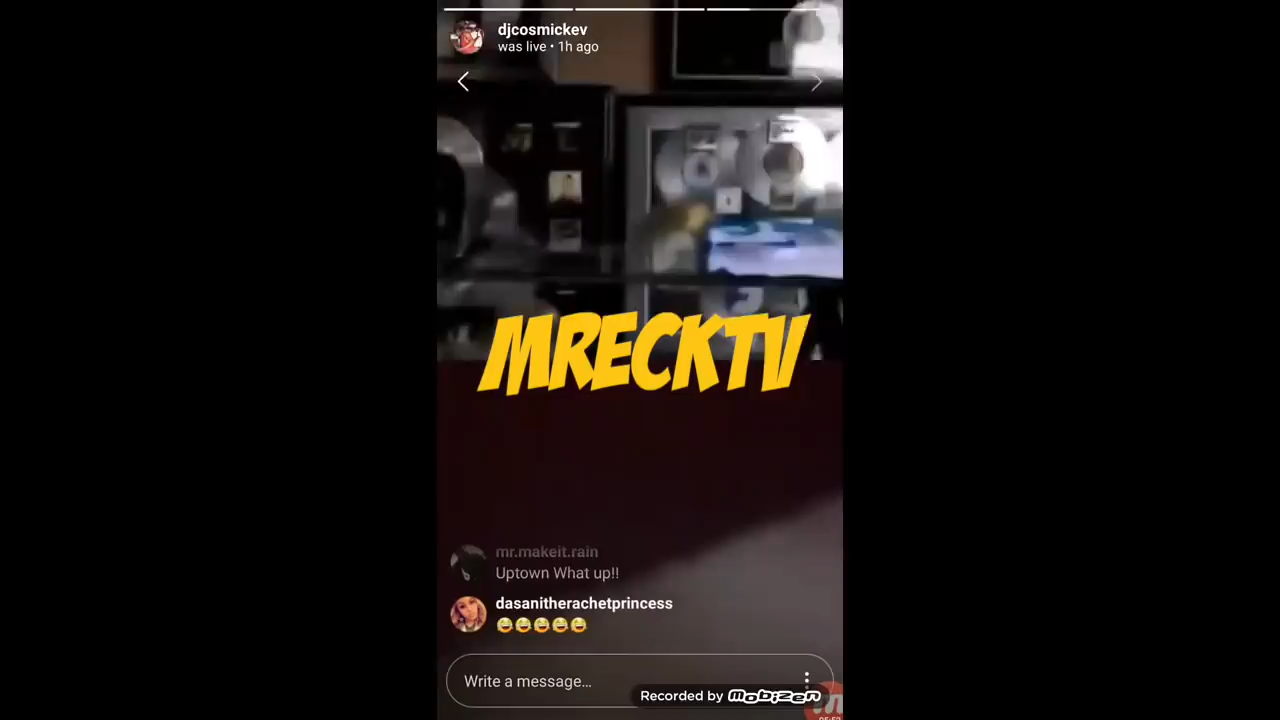 djcosmickev
was live • 1h ago
MRECKTV
mr.makeit.rain
Uptown What up!!
dasanitherachetprincess
😂😂😂😂😂
Write a message...
Recorded by Mobizen